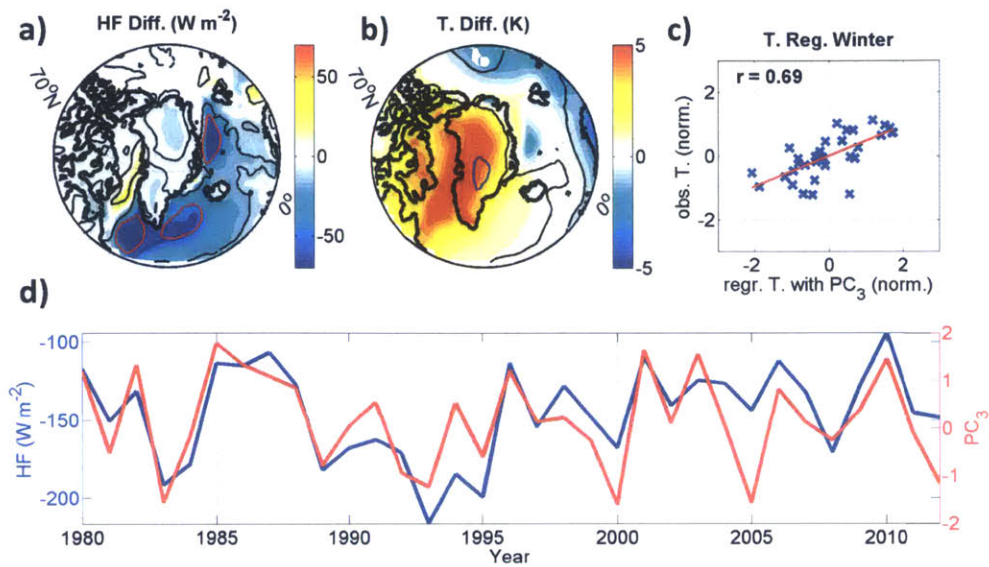 a)
HF Diff. (W m⁻²)
70°N
50
0
-50
0°
b)
T. Diff. (K)
70°N
5
0
-5
0°
c)
T. Reg. Winter
r = 0.69
obs. T. (norm.)
2
0
-2
-2 0 2
regr. T. with PC₃ (norm.)
d)
HF (W m⁻²)
-100
-150
-200
2
1
0
-1
-2
PC₃
1980 1985 1990 1995 2000 2005 2010
Year